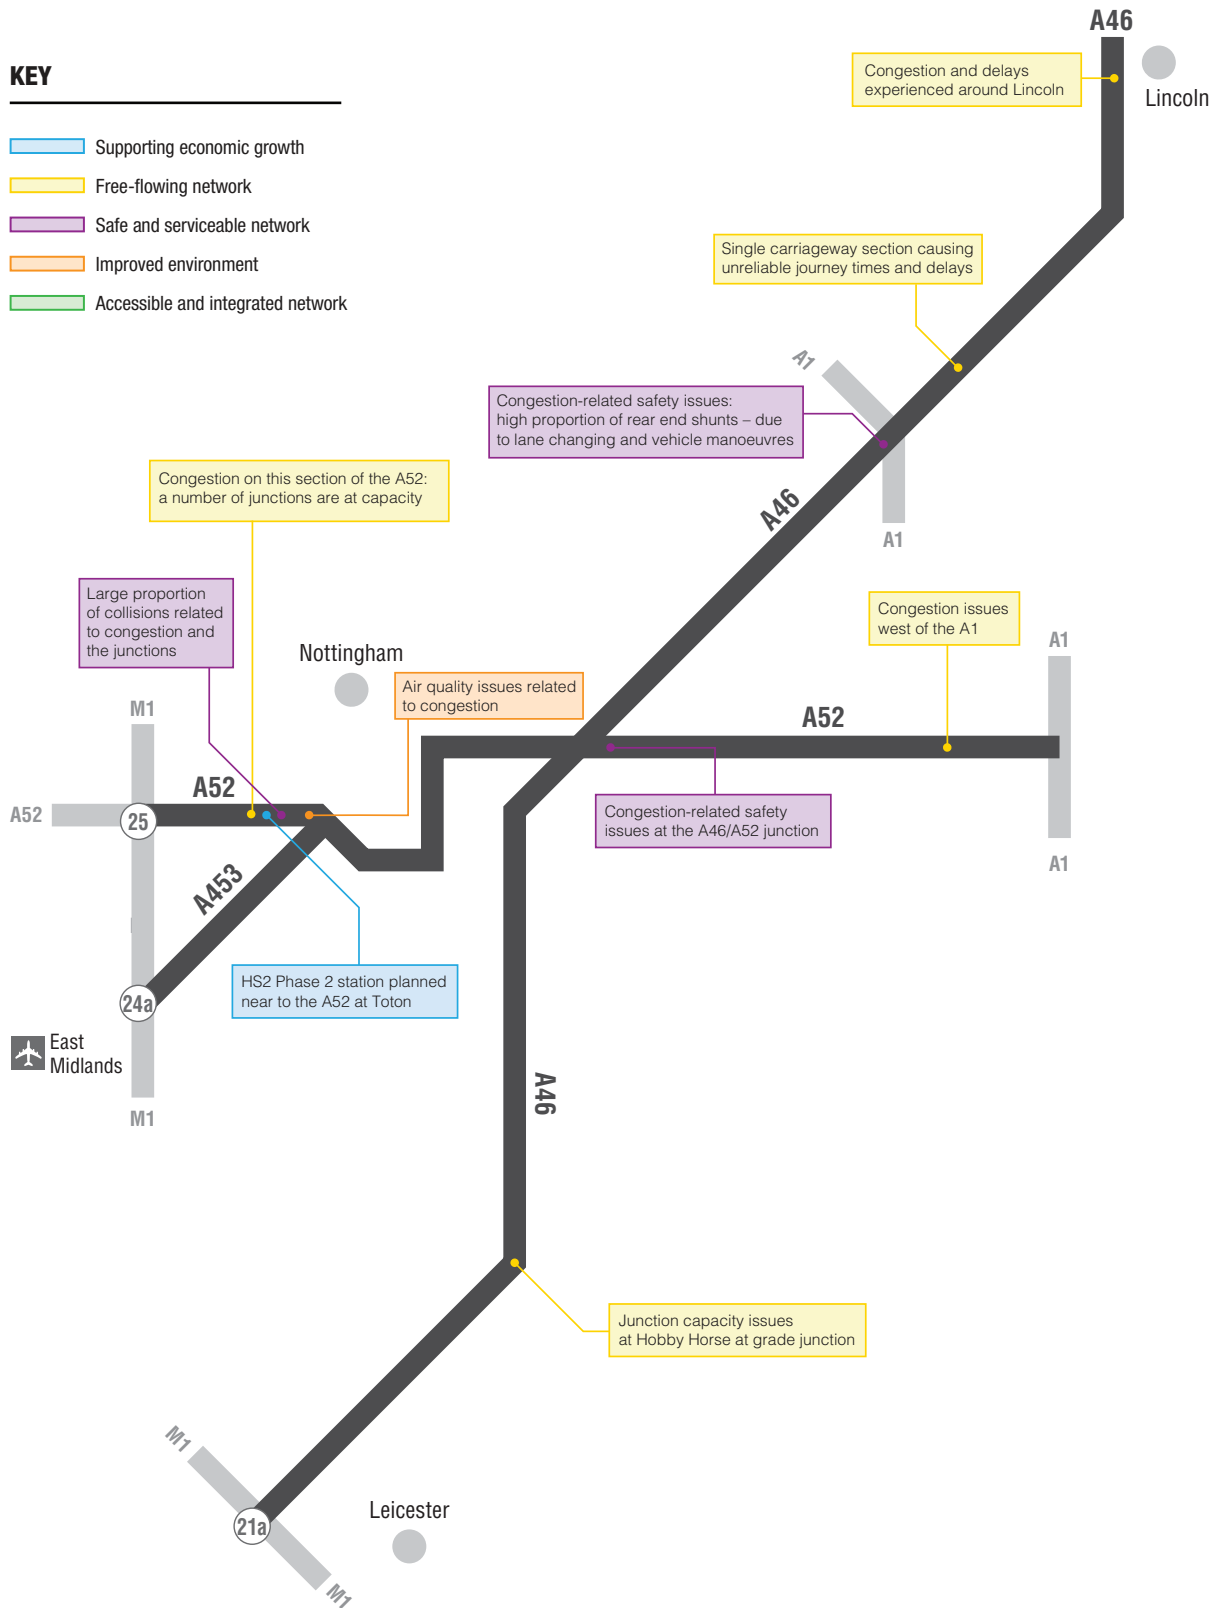 A46
KEY
Congestion and delays
experienced around Lincoln
Lincoln
Supporting economic growth
Free-flowing network
Safe and serviceable network
Improved environment
Accessible and integrated network
Single carriageway section causing
unreliable journey times and delays
A1
Congestion-related safety issues:
high proportion of rear end shunts – due
to lane changing and vehicle manoeuvres
A46
A1
Congestion on this section of the A52:
a number of junctions are at capacity
Large proportion
of collisions related
to congestion and
the junctions
Nottingham
Congestion issues
west of the A1
A1
Air quality issues related
to congestion
M1
A52
A52
A52
25
Congestion-related safety
issues at the A46/A52 junction
A1
A453
HS2 Phase 2 station planned
near to the A52 at Toton
24a
East
Midlands
M1
A46
Junction capacity issues
at Hobby Horse at grade junction
M1
Leicester
21a
M1